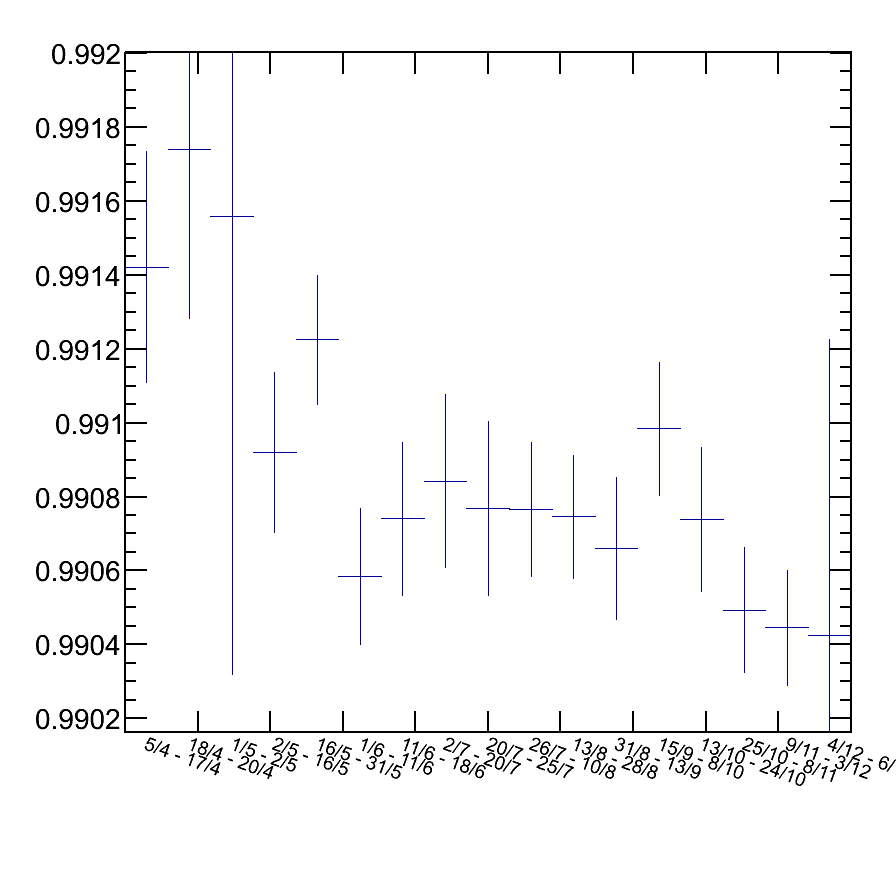 0.992
0.9918
0.9916
0.9914
0.9912
0.991
0.9908
0.9906
0.9904
0.9902
5/4 - 17/4
18/4 - 20/4
1/5 - 2/5
2/5 - 16/5
16/5 - 31/5
1/6 - 11/6
11/6 - 18/6
2/7 - 20/7
20/7 - 25/7
26/7 - 10/8
13/8 - 28/8
31/8 - 13/9
15/9 - 8/10
13/10 - 24/10
25/10 - 8/11
9/11 - 3/12
4/12 - 6/